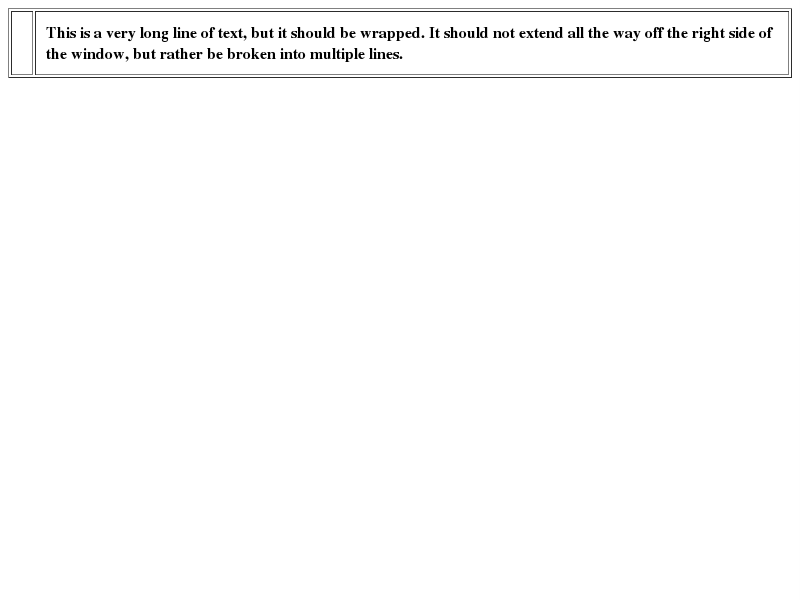 This is a very long line of text, but it should be wrapped. It should not extend all the way off the right side of
the window, but rather be broken into multiple lines.